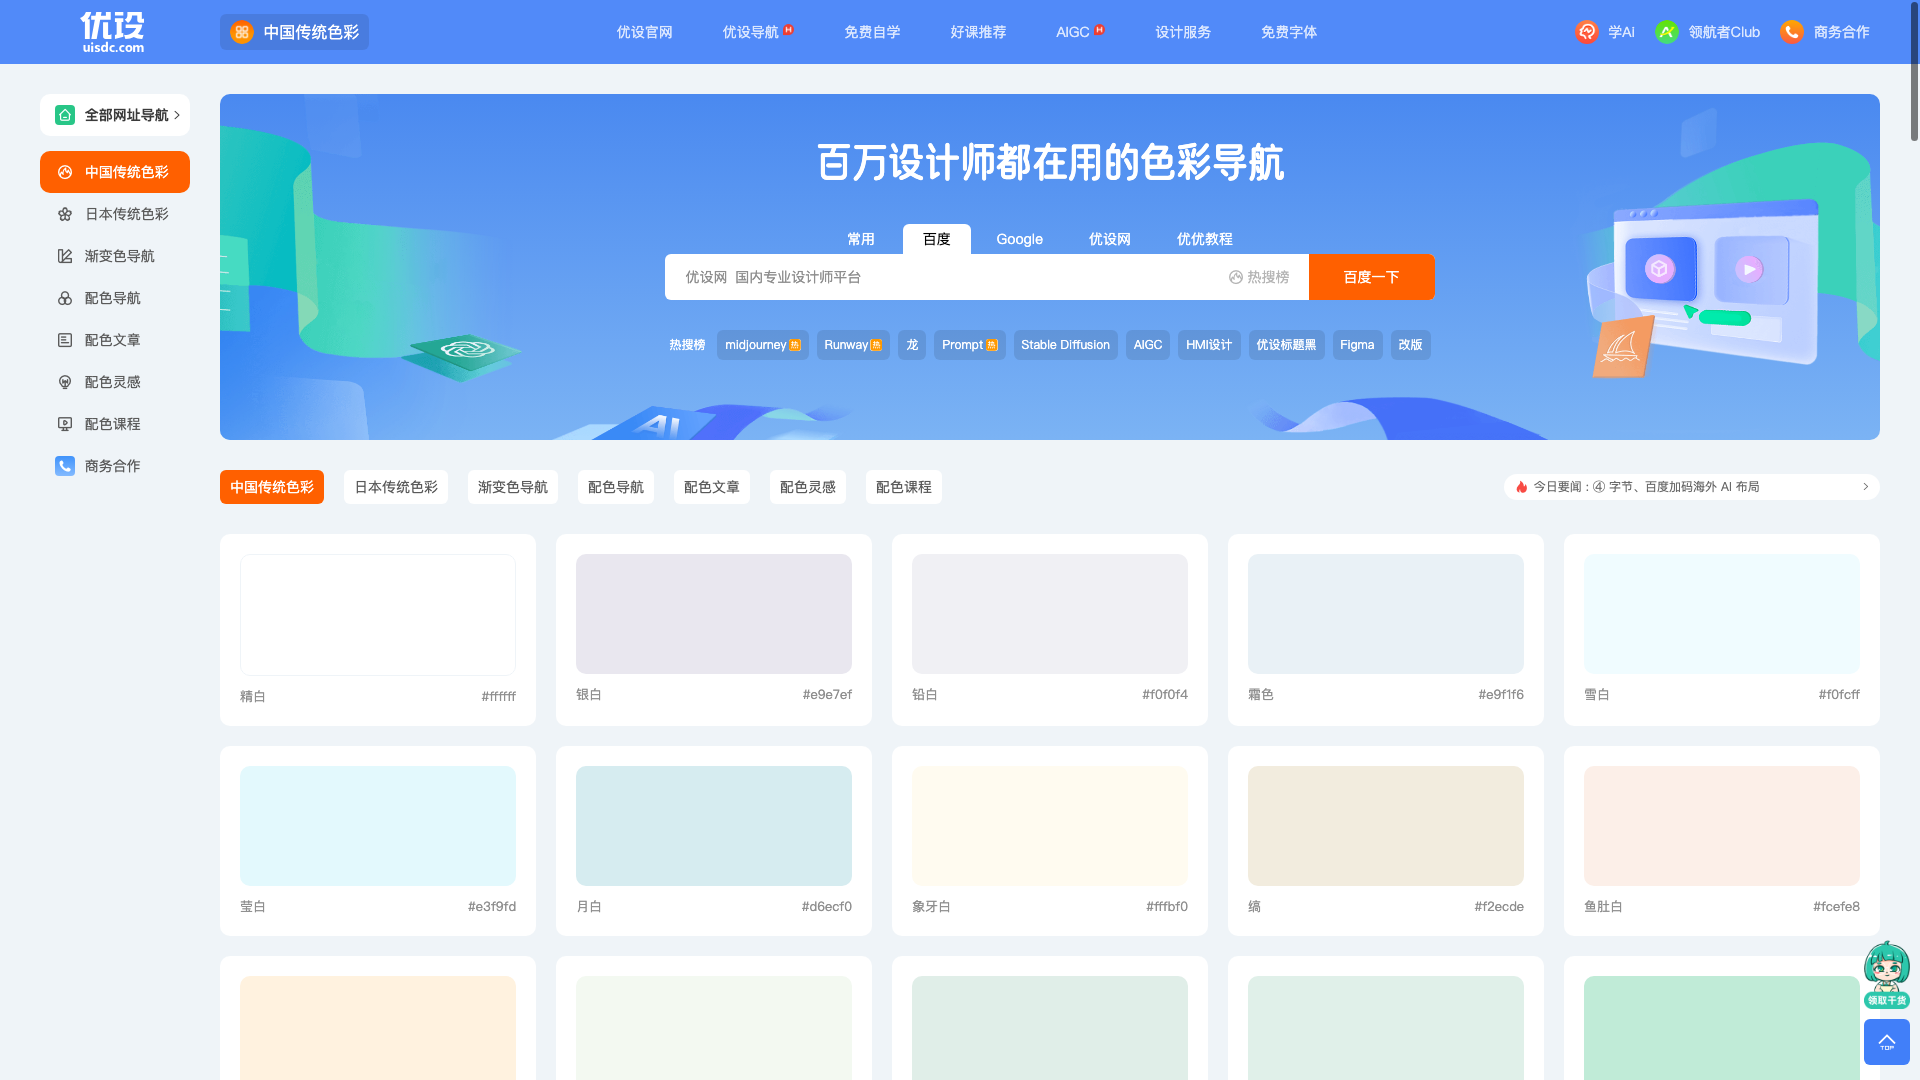 优设
uisdc.com
中国传统色彩
优设官网
优设导航 H
免费自学
好课推荐
AIGC H
设计服务
免费字体
学Ai
领航者Club
商务合作
全部网址导航
中国传统色彩
日本传统色彩
渐变色导航
配色导航
配色文章
配色灵感
配色课程
商务合作
百万设计师都在用的色彩导航
常用
百度
Google
优设网
优优教程
优设网 国内专业设计师平台
热搜榜
百度一下
热搜榜
midjourney 热
Runway 热
龙
Prompt 热
Stable Diffusion
AIGC
HMI设计
优设标题黑
Figma
改版
AI
中国传统色彩
日本传统色彩
渐变色导航
配色导航
配色文章
配色灵感
配色课程
今日要闻 : ④ 字节、百度加码海外 AI 布局
精白 #ffffff
银白 #e9e7ef
铅白 #f0f0f4
霜色 #e9f1f6
雪白 #f0fcff
莹白 #e3f9fd
月白 #d6ecf0
象牙白 #fffbf0
缟 #f2ecde
鱼肚白 #fcefe8
领取干货
TOP